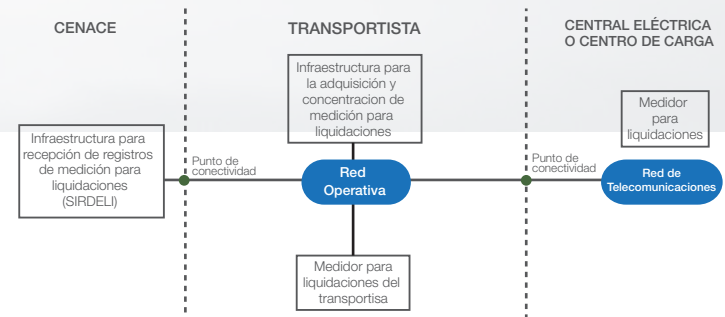 CENACE
TRANSPORTISTA
CENTRAL ELÉCTRICA
O CENTRO DE CARGA
Infraestructura para
la adquisición y
concentracion de
medición para
liquidaciones
Medidor
para
liquidaciones
Infraestructura para
recepción de registros
de medición para
liquidaciones
(SIRDELI)
Punto de
conectividad
Red
Operativa
Punto de
conectividad
Red de
Telecomunicaciones
Medidor para
liquidaciones del
transportisa